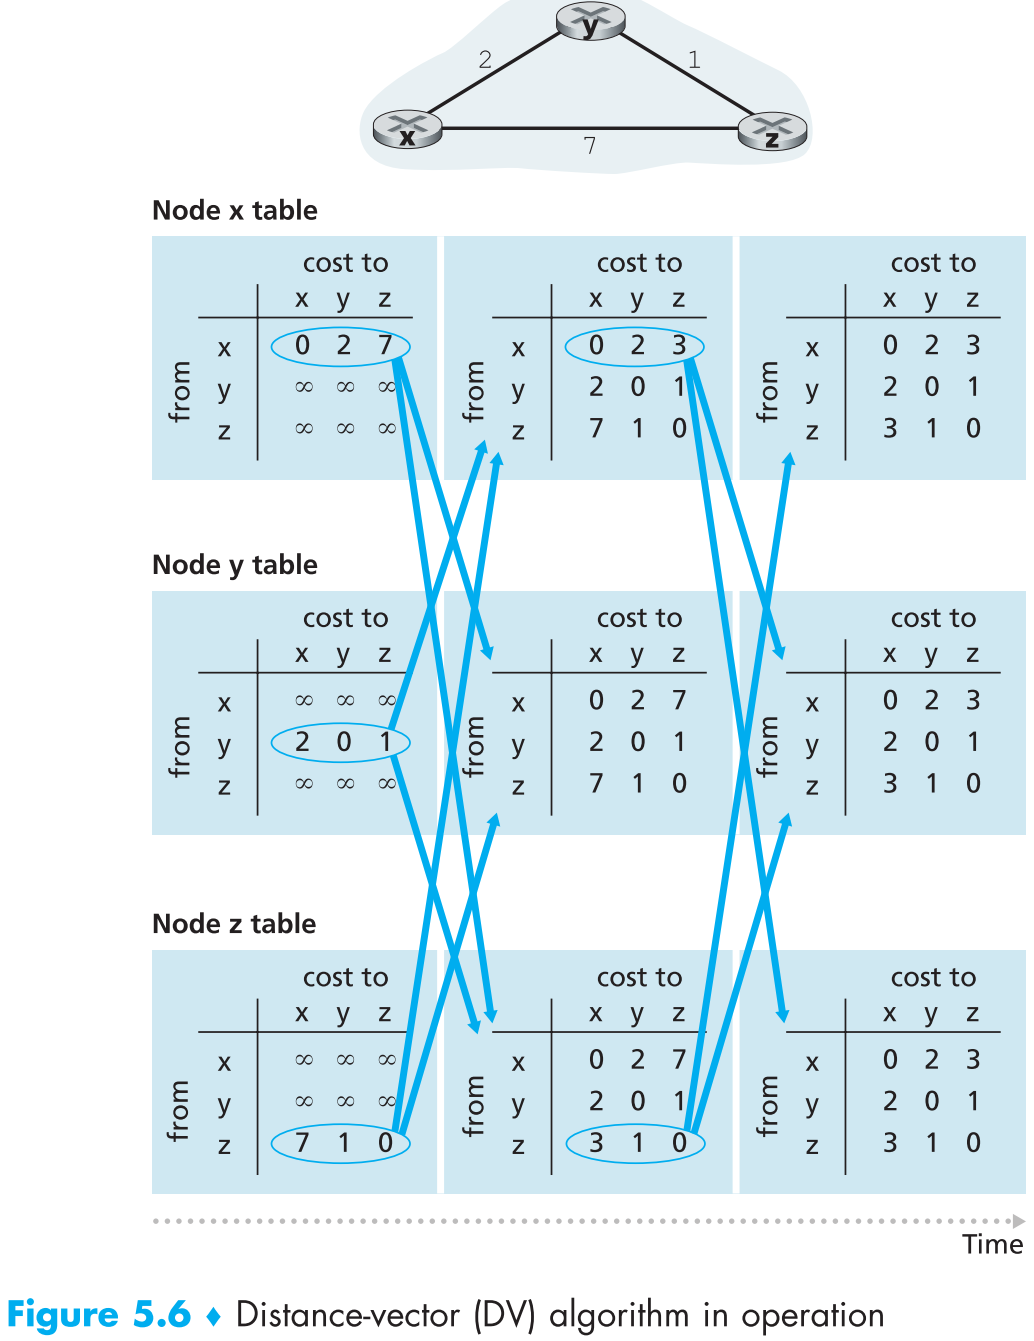 y
2 1
x z
7
Node x table
cost to cost to cost to
x y z x y z x y z
from x 0 2 7 from x 0 2 3 from x 0 2 3
y ∞ ∞ ∞ y 2 0 1 y 2 0 1
z ∞ ∞ ∞ z 7 1 0 z 3 1 0
Node y table
cost to cost to cost to
x y z x y z x y z
from x ∞ ∞ ∞ from x 0 2 7 from x 0 2 3
y 2 0 1 y 2 0 1 y 2 0 1
z ∞ ∞ ∞ z 7 1 0 z 3 1 0
Node z table
cost to cost to cost to
x y z x y z x y z
from x ∞ ∞ ∞ from x 0 2 7 from x 0 2 3
y ∞ ∞ ∞ y 2 0 1 y 2 0 1
z 7 1 0 z 3 1 0 z 3 1 0
Time
Figure 5.6 ♦ Distance-vector (DV) algorithm in operation